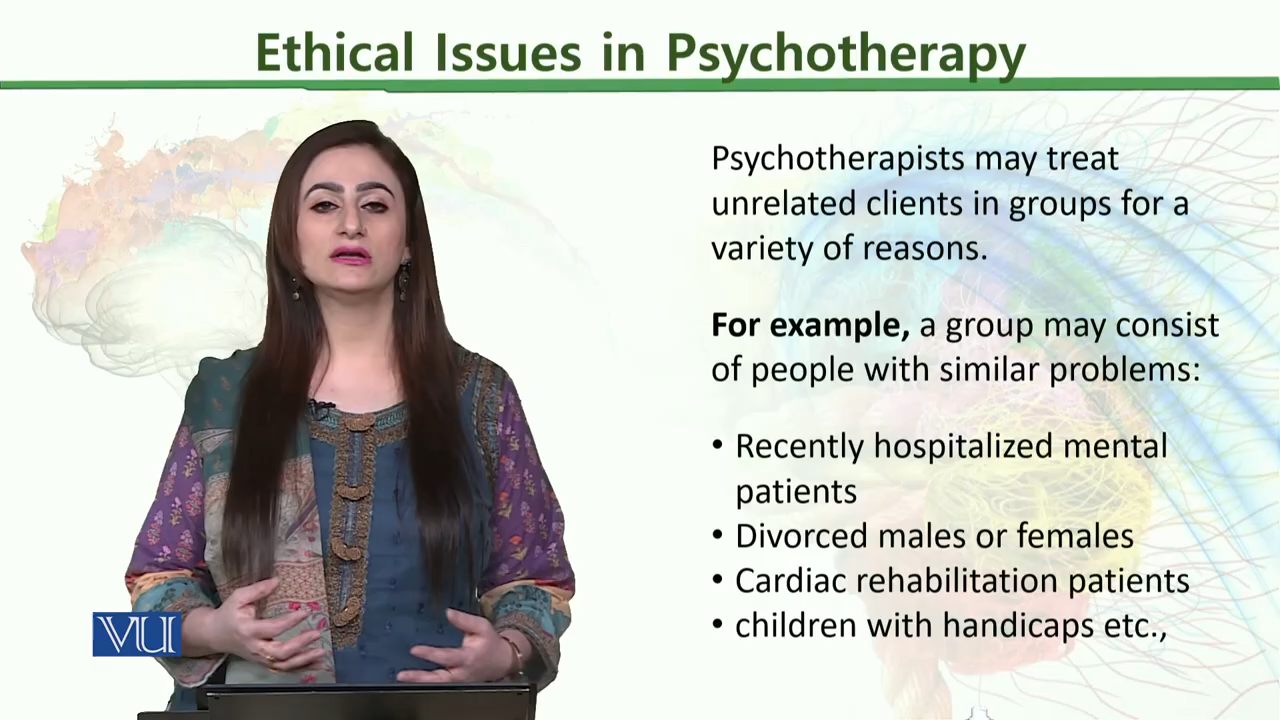 Ethical Issues in Psychotherapy
Psychotherapists may treat
unrelated clients in groups for a
variety of reasons.
For example, a group may consist
of people with similar problems:
• Recently hospitalized mental
patients
• Divorced males or females
• Cardiac rehabilitation patients
• children with handicaps etc.,
VU